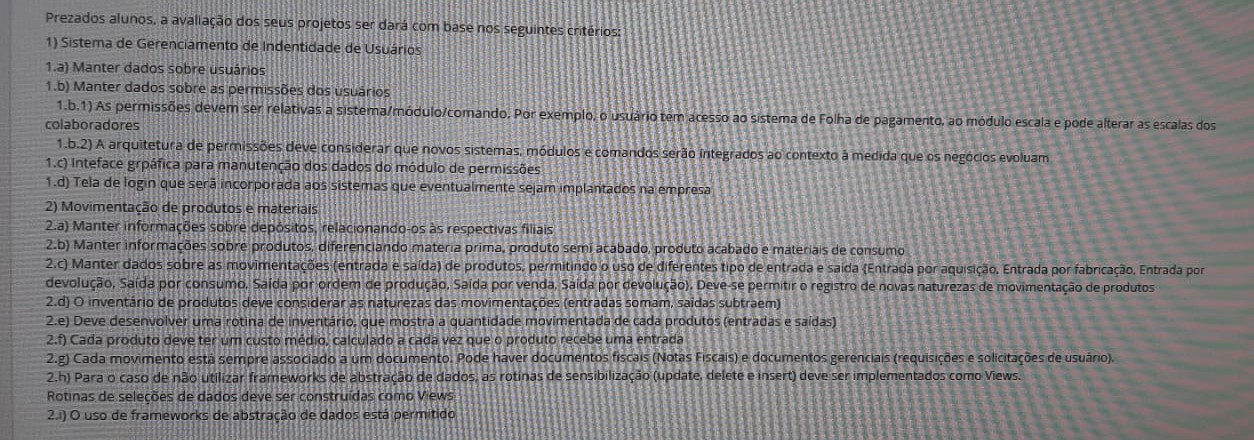 Prezados alunos, a avaliação dos seus projetos ser dará com base nos seguintes critérios:
1) Sistema de Gerenciamento de Indentidade de Usuários
1.a) Manter dados sobre usuários
1.b) Manter dados sobre as permissões dos usuários
1.b.1) As permissões devem ser relativas a sistema/módulo/comando. Por exemplo, o usuário tem acesso ao sistema de Folha de pagamento, ao módulo escala e pode alterar as escalas dos
colaboradores
1.b.2) A arquitetura de permissões deve considerar que novos sistemas, módulos e comandos serão integrados ao contexto à medida que os negócios evoluam
1.c) Inteface grpáfica para manutenção dos dados do módulo de permissões
1.d) Tela de login que será incorporada aos sistemas que eventualmente sejam implantados na empresa
2) Movimentação de produtos e materiais
2.a) Manter informações sobre depósitos, relacionando-os às respectivas filiais
2.b) Manter informações sobre produtos, diferenciando materia prima, produto semi acabado, produto acabado e materiais de consumo
2.c) Manter dados sobre as movimentações (entrada e saída) de produtos, permitindo o uso de diferentes tipo de entrada e saida (Entrada por aquisição, Entrada por fabricação, Entrada por
devolução, Saída por consumo, Saída por ordem de produção, Saída por venda, Saída por devolução). Deve-se permitir o registro de novas naturezas de movimentação de produtos
2.d) O inventário de produtos deve considerar as naturezas das movimentações (entradas somam, saídas subtraem)
2.e) Deve desenvolver uma rotina de inventário, que mostra a quantidade movimentada de cada produtos (entradas e saídas)
2.f) Cada produto deve ter um custo médio, calculado a cada vez que o produto recebe uma entrada
2.g) Cada movimento está sempre associado a um documento. Pode haver documentos fiscais (Notas Fiscais) e documentos gerenciais (requisições e solicitações de usuário).
2.h) Para o caso de não utilizar frameworks de abstração de dados, as rotinas de sensibilização (update, delete e insert) deve ser implementados como Views.
Rotinas de seleções de dados deve ser construídas como Views
2.i) O uso de frameworks de abstração de dados está permitido